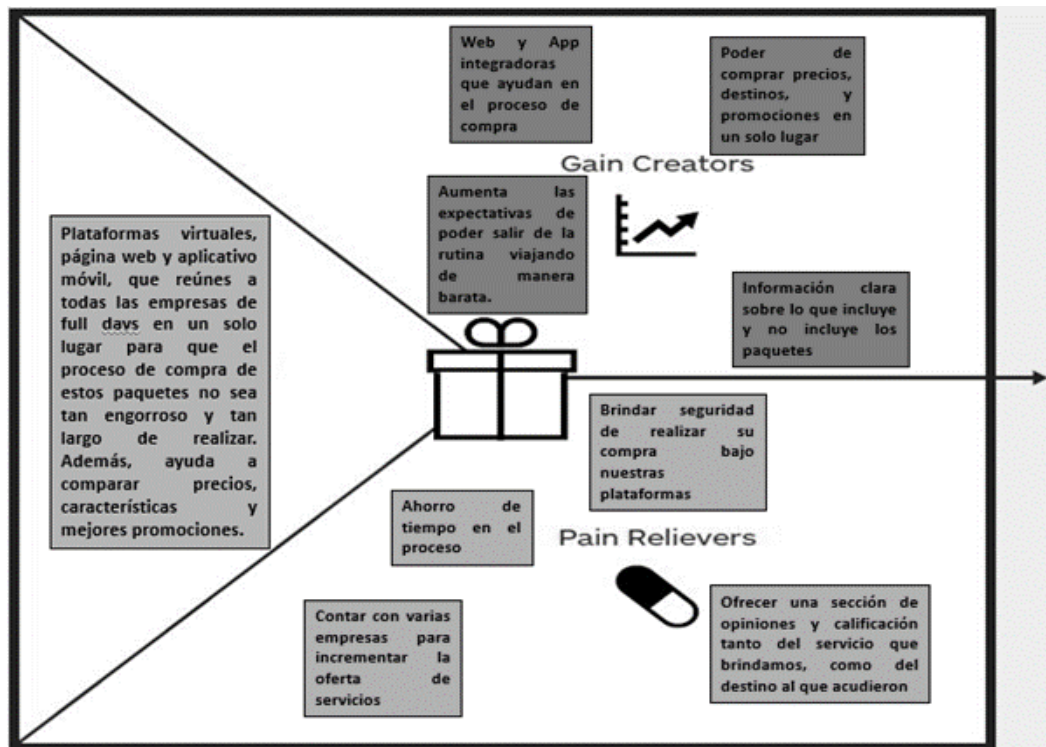 Web y App
integradoras
que ayudan en
el proceso de
compra
Poder de
comprar precios,
destinos, y
promociones en
un solo lugar
Gain Creators
Aumenta las
expectativas de
poder salir de la
rutina viajando
de manera
barata.
Información clara
sobre lo que incluye
y no incluye los
paquetes
Plataformas virtuales,
página web y aplicativo
móvil, que reúnes a
todas las empresas de
full days en un solo
lugar para que el
proceso de compra de
estos paquetes no sea
tan engorroso y tan
largo de realizar.
Además, ayuda a
comparar precios,
características y
mejores promociones.
Brindar seguridad
de realizar su
compra bajo
nuestras
plataformas
Ahorro de
tiempo en el
proceso
Pain Relievers
Contar con varias
empresas para
incrementar la
oferta de
servicios
Ofrecer una sección de
opiniones y calificación
tanto del servicio que
brindamos, como del
destino al que acudieron